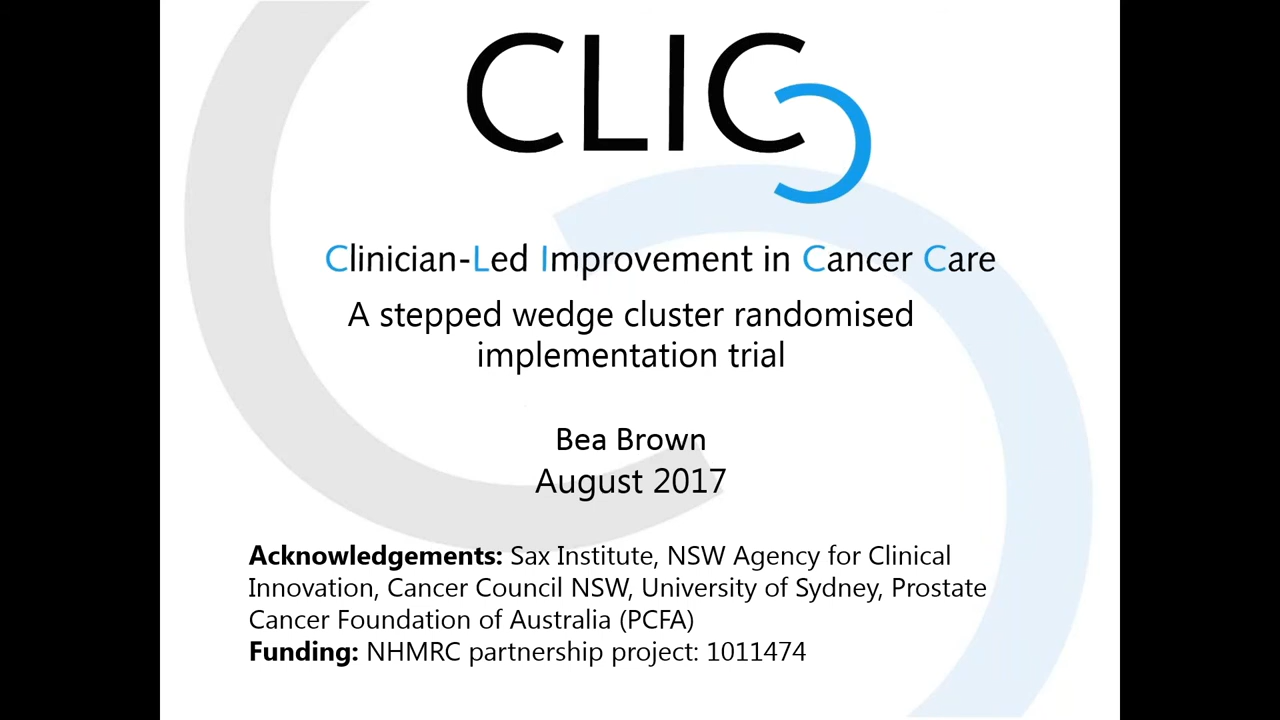 CLICC
Clinician-Led Improvement in Cancer Care
A stepped wedge cluster randomised
implementation trial
Bea Brown
August 2017
Acknowledgements: Sax Institute, NSW Agency for Clinical
Innovation, Cancer Council NSW, University of Sydney, Prostate
Cancer Foundation of Australia (PCFA)
Funding: NHMRC partnership project: 1011474